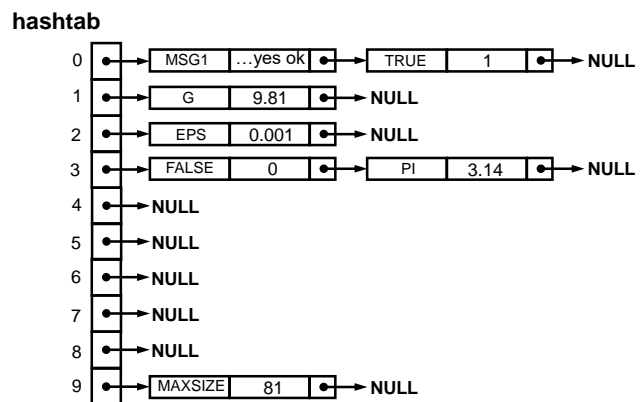 hashtab
0 MSG1 …yes ok TRUE 1 NULL
1 G 9.81 NULL
2 EPS 0.001 NULL
3 FALSE 0 PI 3.14 NULL
4 NULL
5 NULL
6 NULL
7 NULL
8 NULL
9 MAXSIZE 81 NULL